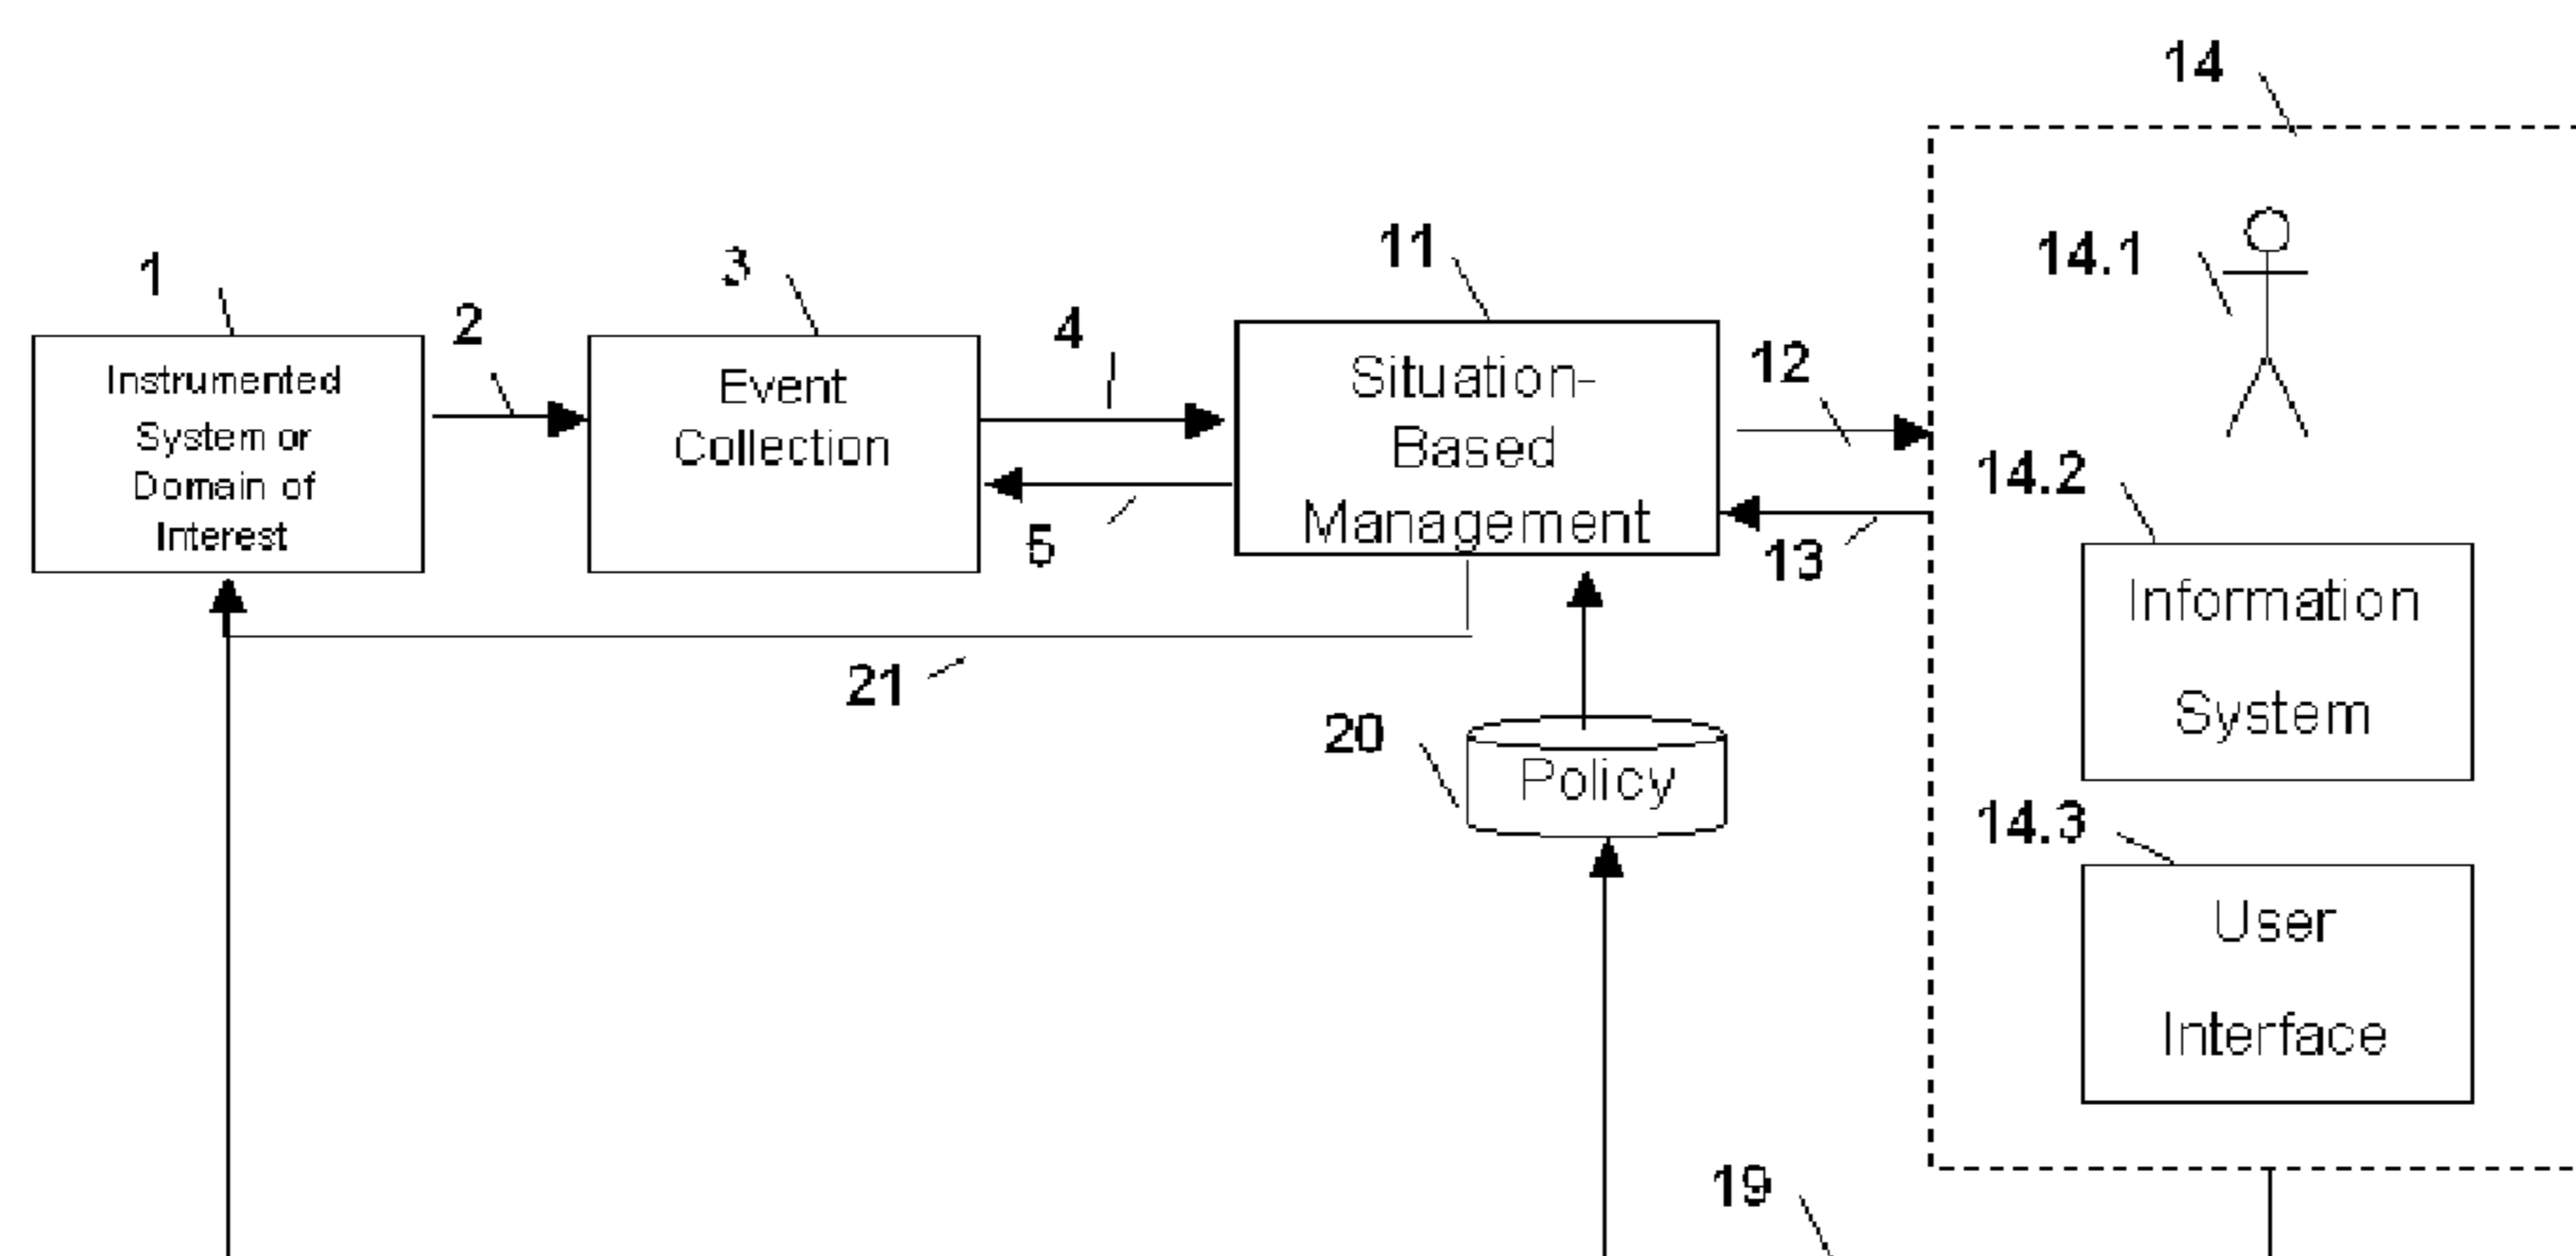 14
1
2
3
4
5
11
12
13
14.1
14.2
14.3
Instrumented
System or
Domain of
Interest
Event
Collection
Situation-
Based
Management
Information
System
User
Interface
21
20
Policy
19